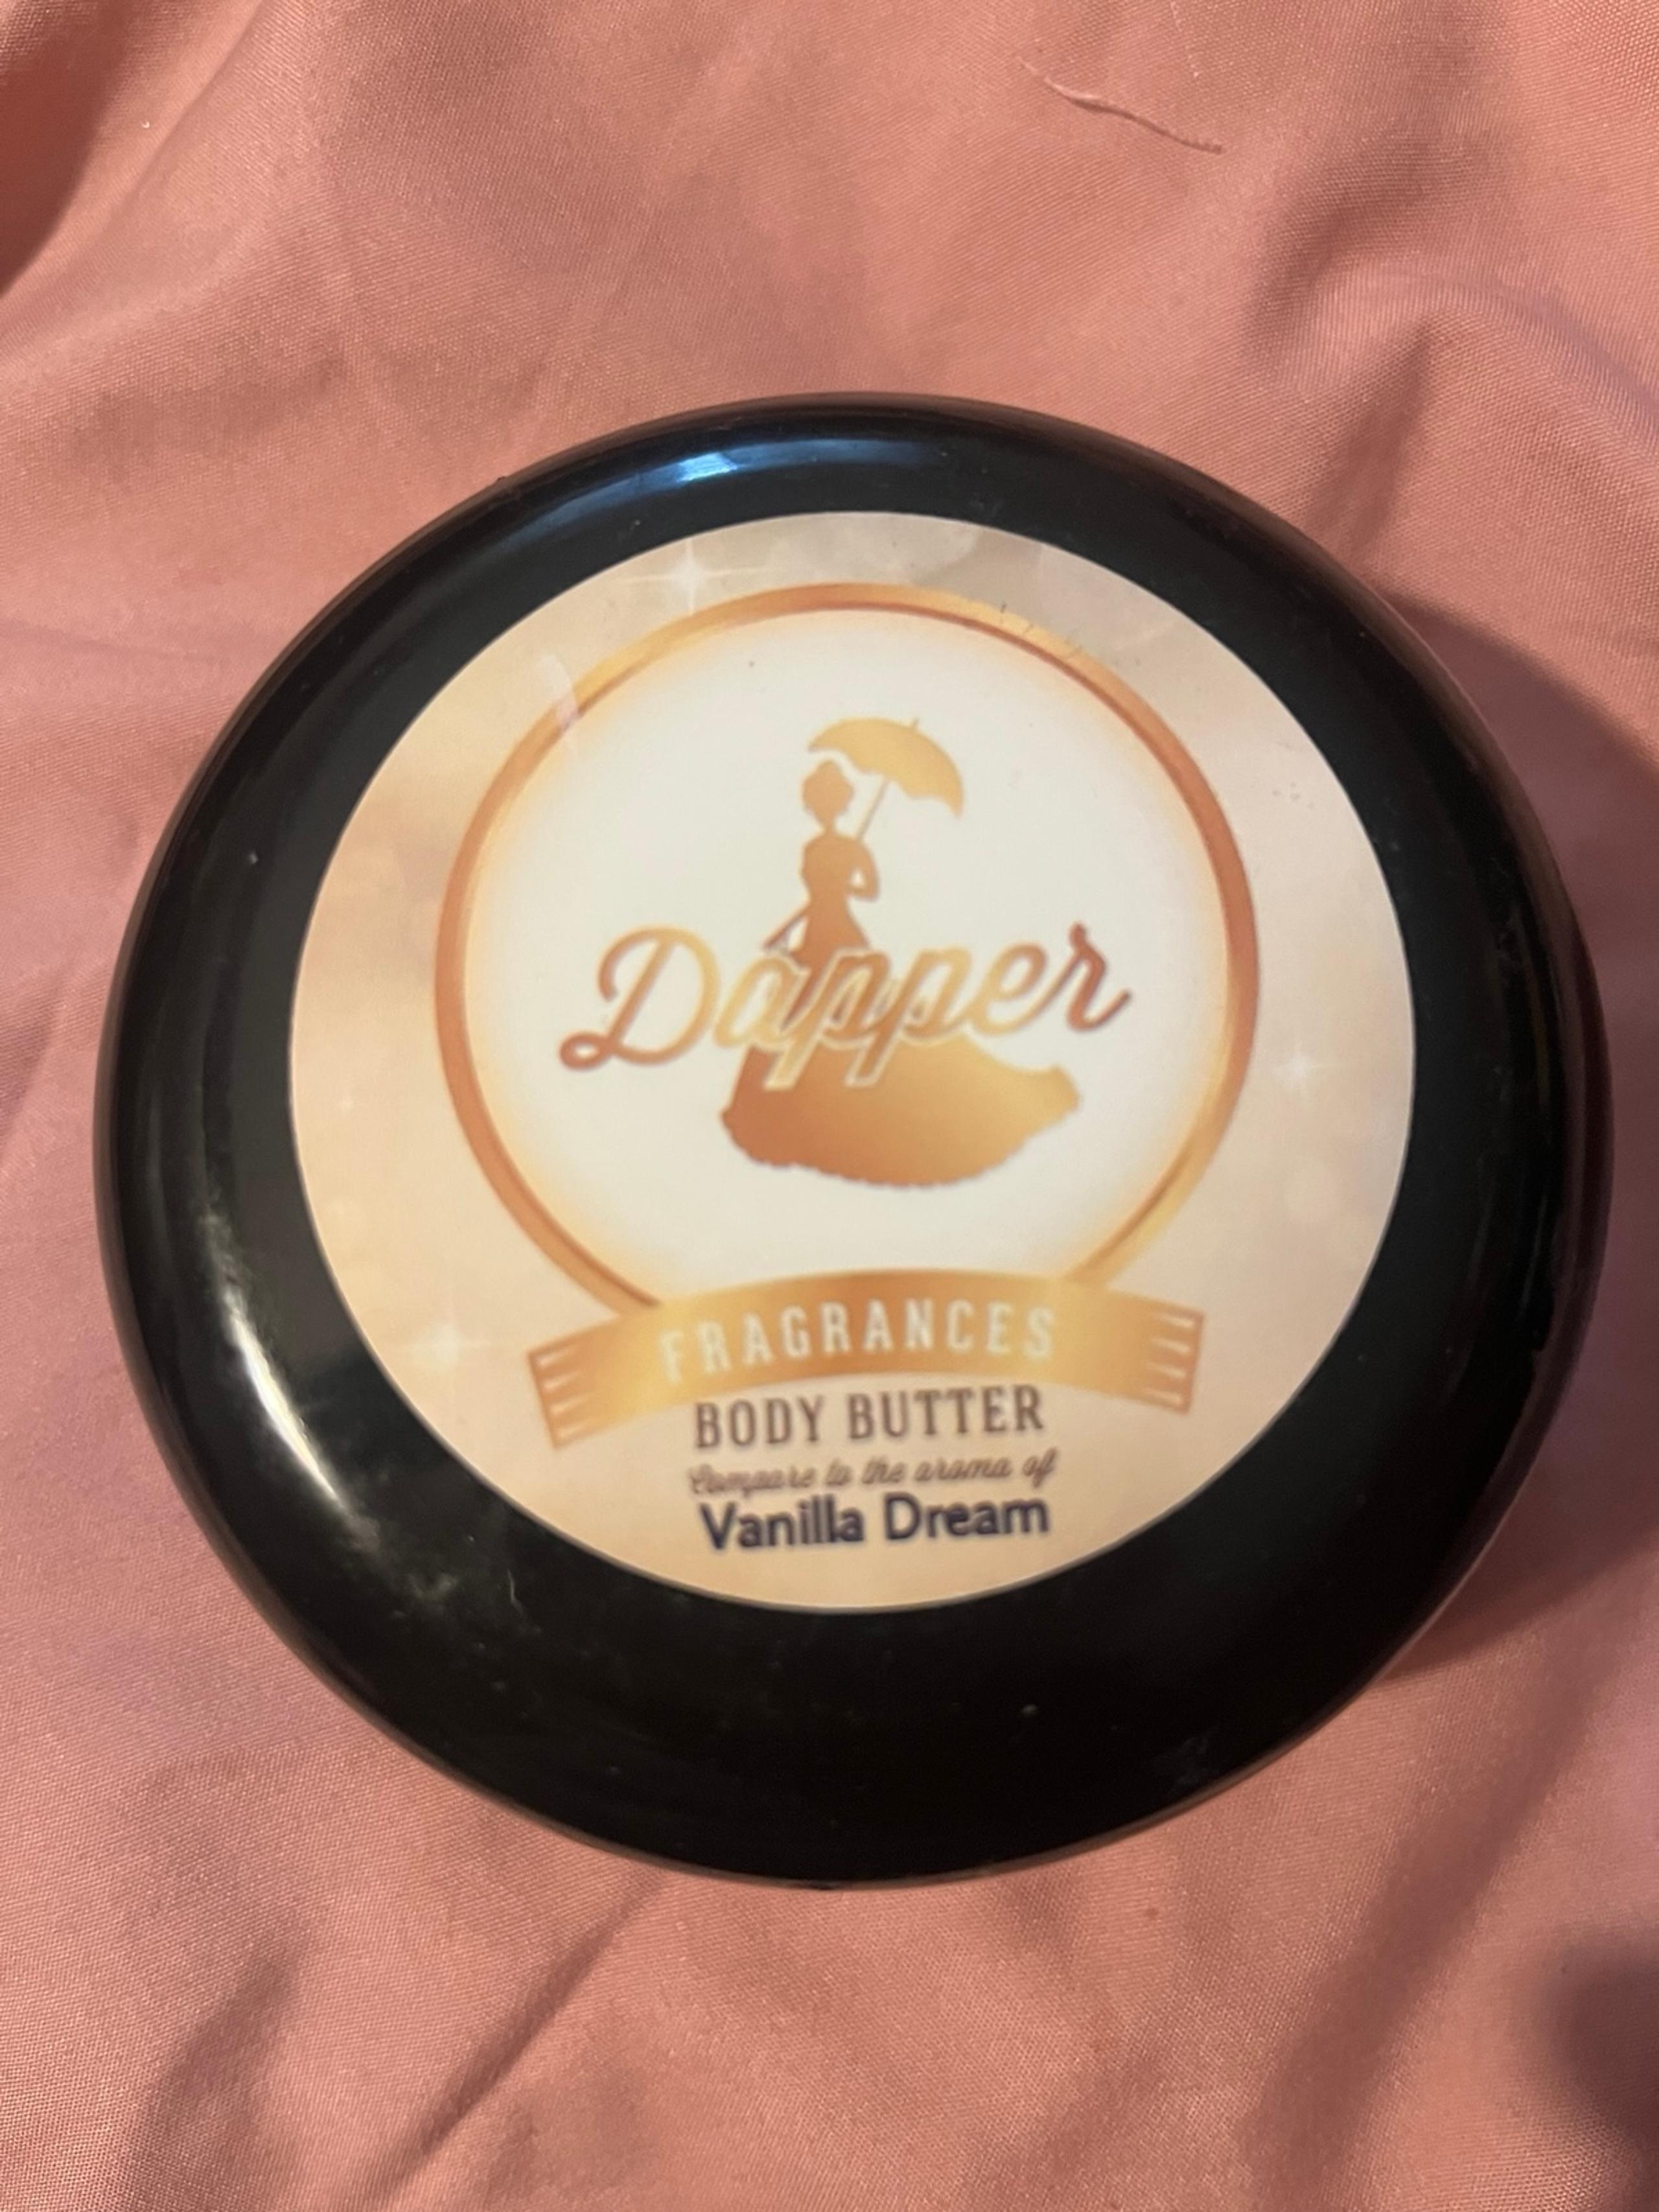 Dapper
FRAGRANCES
BODY BUTTER
Compare to the aroma of
Vanilla Dream